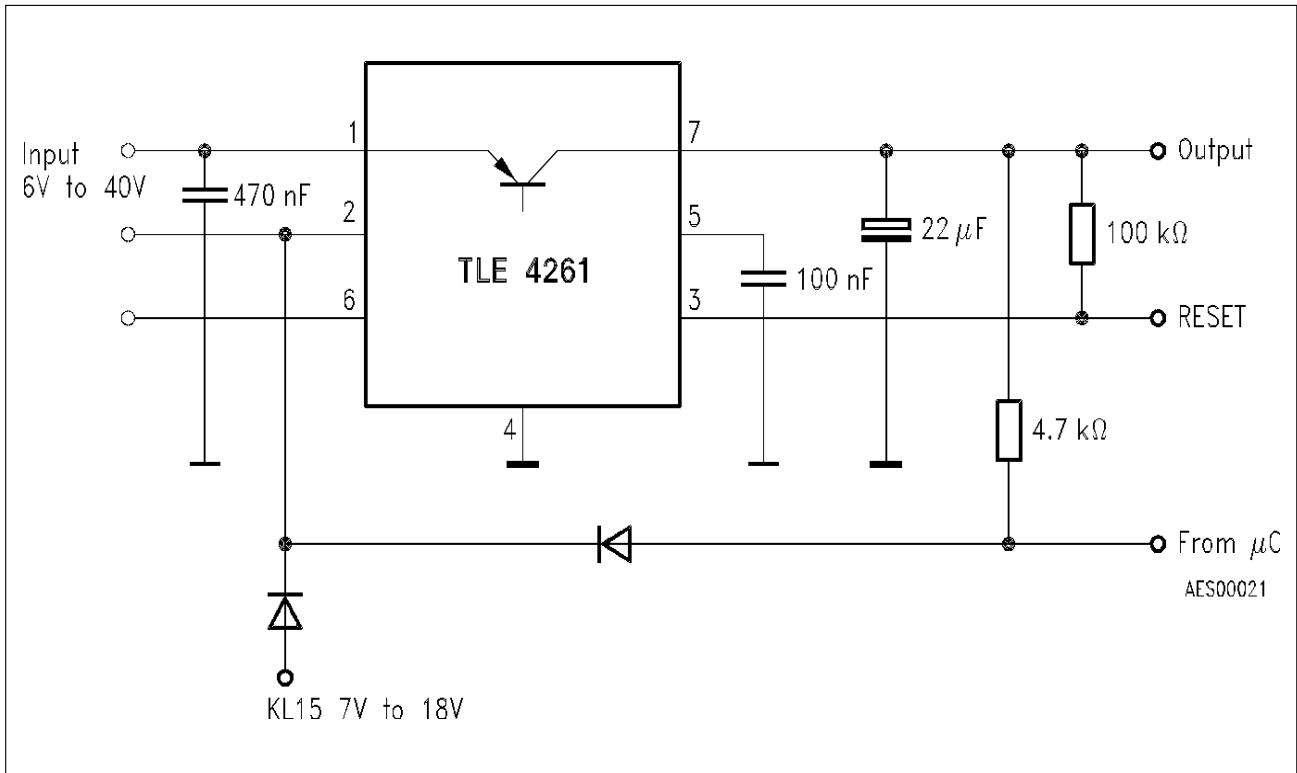 1
7
Input
6V to 40V
Output
470 nF
2
5
22 µF
100 kΩ
TLE 4261
100 nF
6
3
RESET
4
4.7 kΩ
From µC
AES00021
KL15 7V to 18V